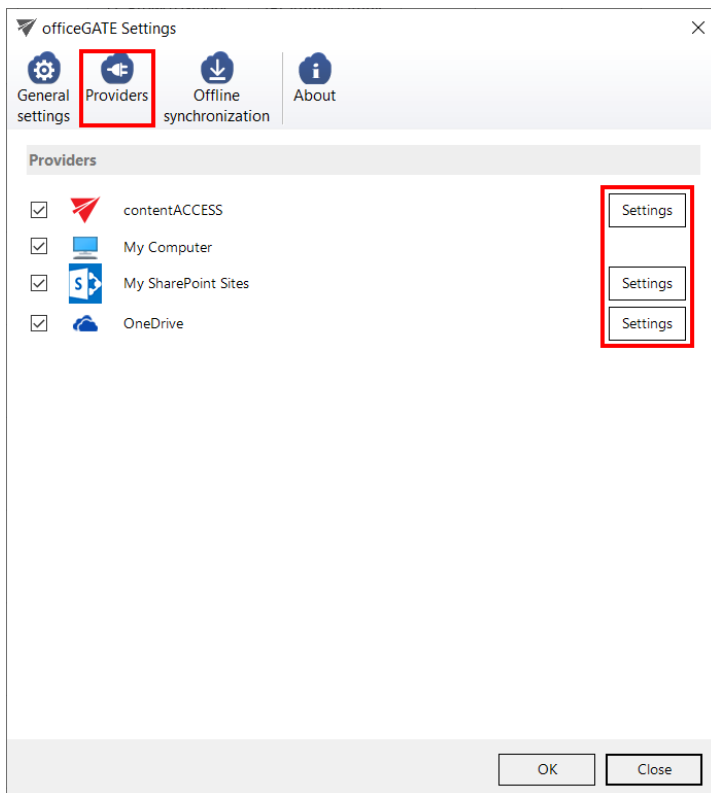 officeGATE Settings
General settings
Providers
Offline synchronization
About
Providers
contentACCESS
Settings
My Computer
My SharePoint Sites
Settings
OneDrive
Settings
OK
Close